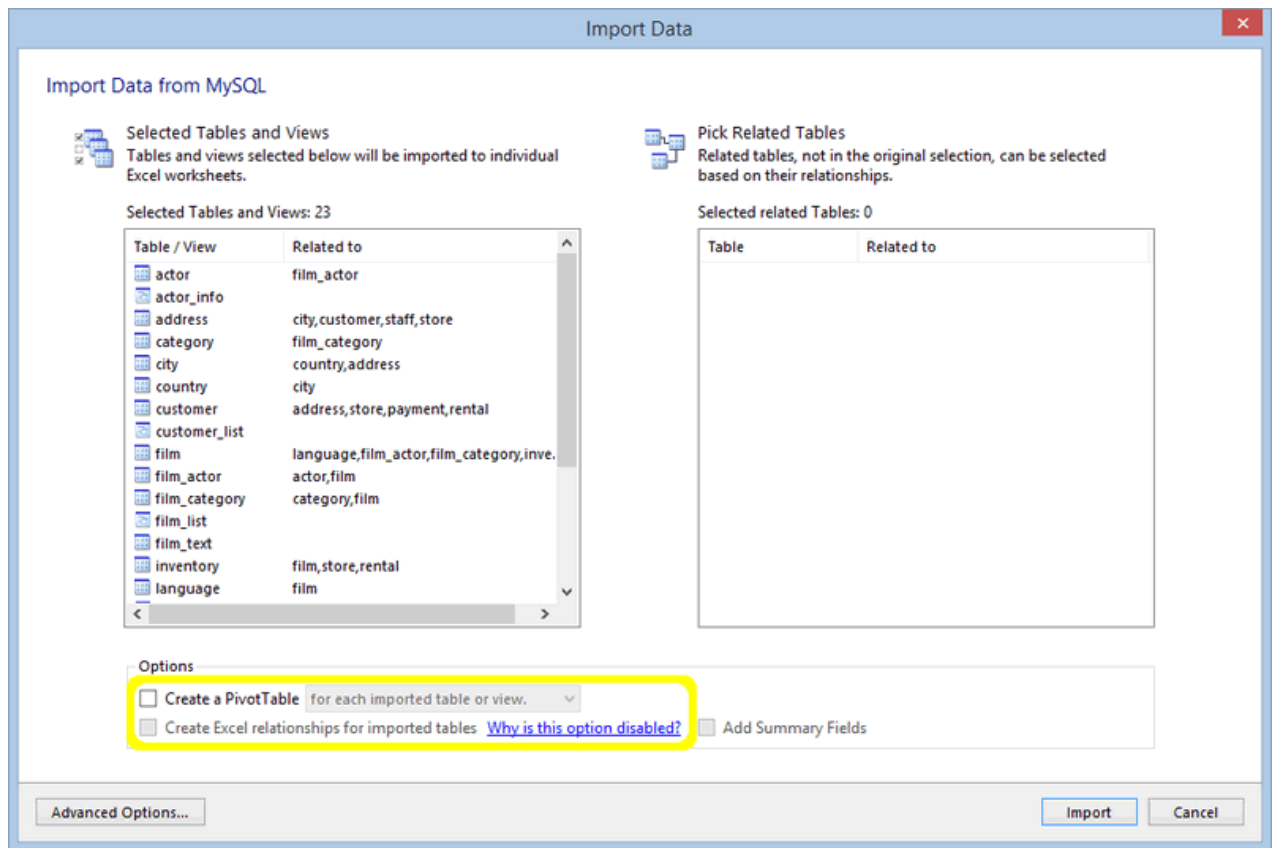 Import Data
Import Data from MySQL
Selected Tables and Views
Tables and views selected below will be imported to individual
Excel worksheets.
Selected Tables and Views: 23
Table / View Related to
actor film_actor
actor_info
address city,customer,staff,store
category film_category
city country,address
country city
customer address,store,payment,rental
customer_list
film language,film_actor,film_category,inve.
film_actor actor,film
film_category category,film
film_list
film_text
inventory film,store,rental
language film
Pick Related Tables
Related tables, not in the original selection, can be selected
based on their relationships.
Selected related Tables: 0
Table Related to
Options
Create a PivotTable for each imported table or view.
Create Excel relationships for imported tables Why is this option disabled? Add Summary Fields
Advanced Options... Import Cancel